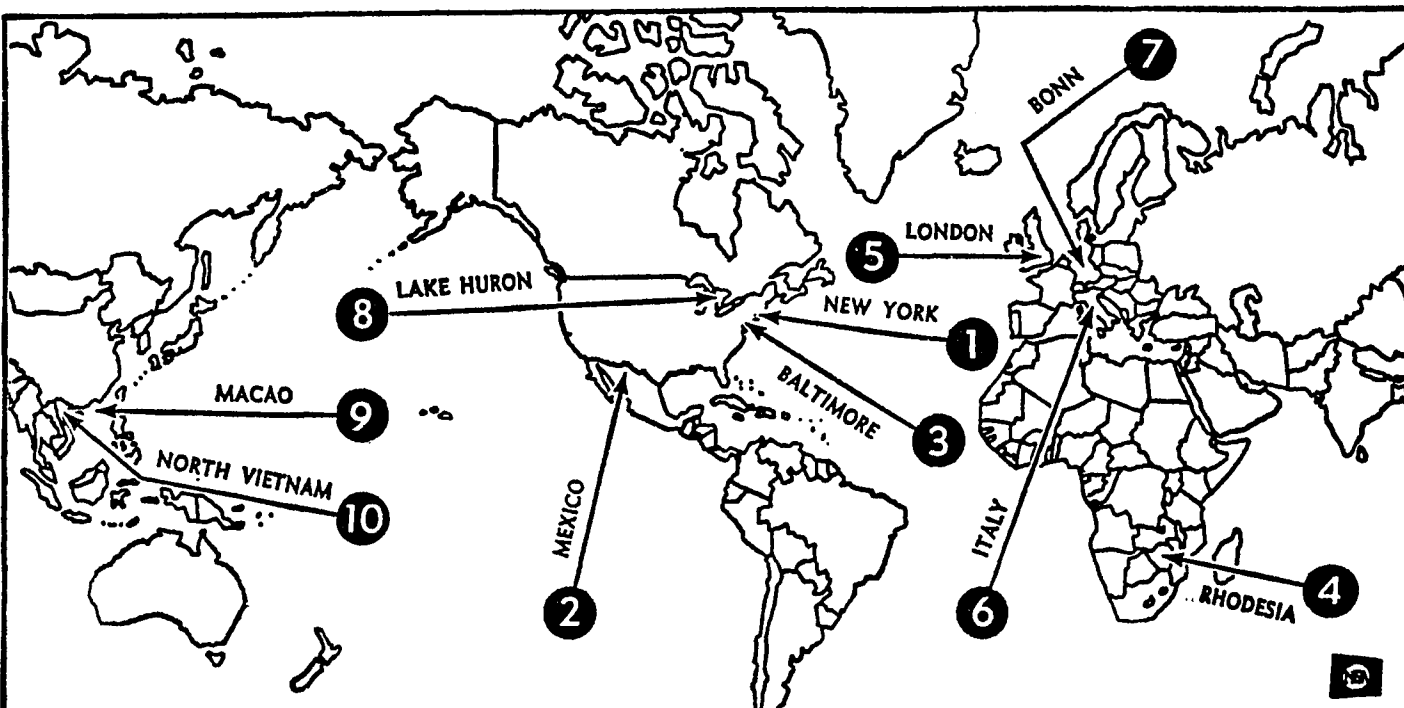 7
BONN
5
LONDON
LAKE HURON
8
NEW YORK
1
MACAO
9
BALTIMORE
3
NORTH VIETNAM
10
MEXICO
2
ITALY
6
RHODESIA
4